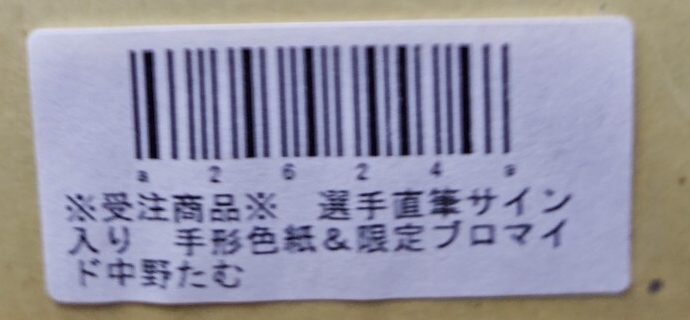 a 2 6 2 4 a
※受注商品※　選手直筆サイン
入り　手形色紙＆限定ブロマイ
ド中野たむ